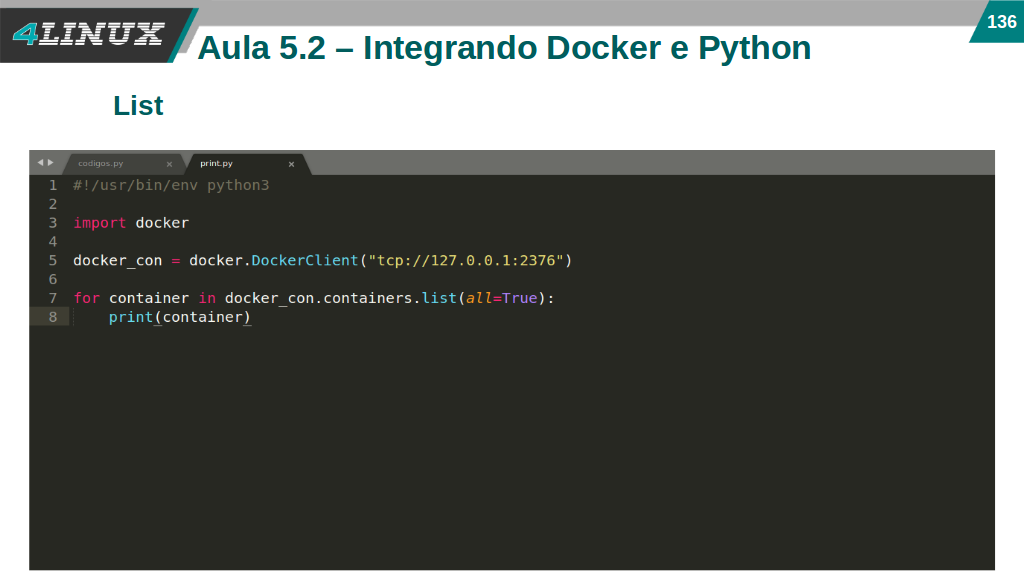 4LINUX
136
Aula 5.2 – Integrando Docker e Python
List
codigos.py × print.py ×
1 #!/usr/bin/env python3
2
3 import docker
4
5 docker_con = docker.DockerClient("tcp://127.0.0.1:2376")
6
7 for container in docker_con.containers.list(all=True):
8     print(container)